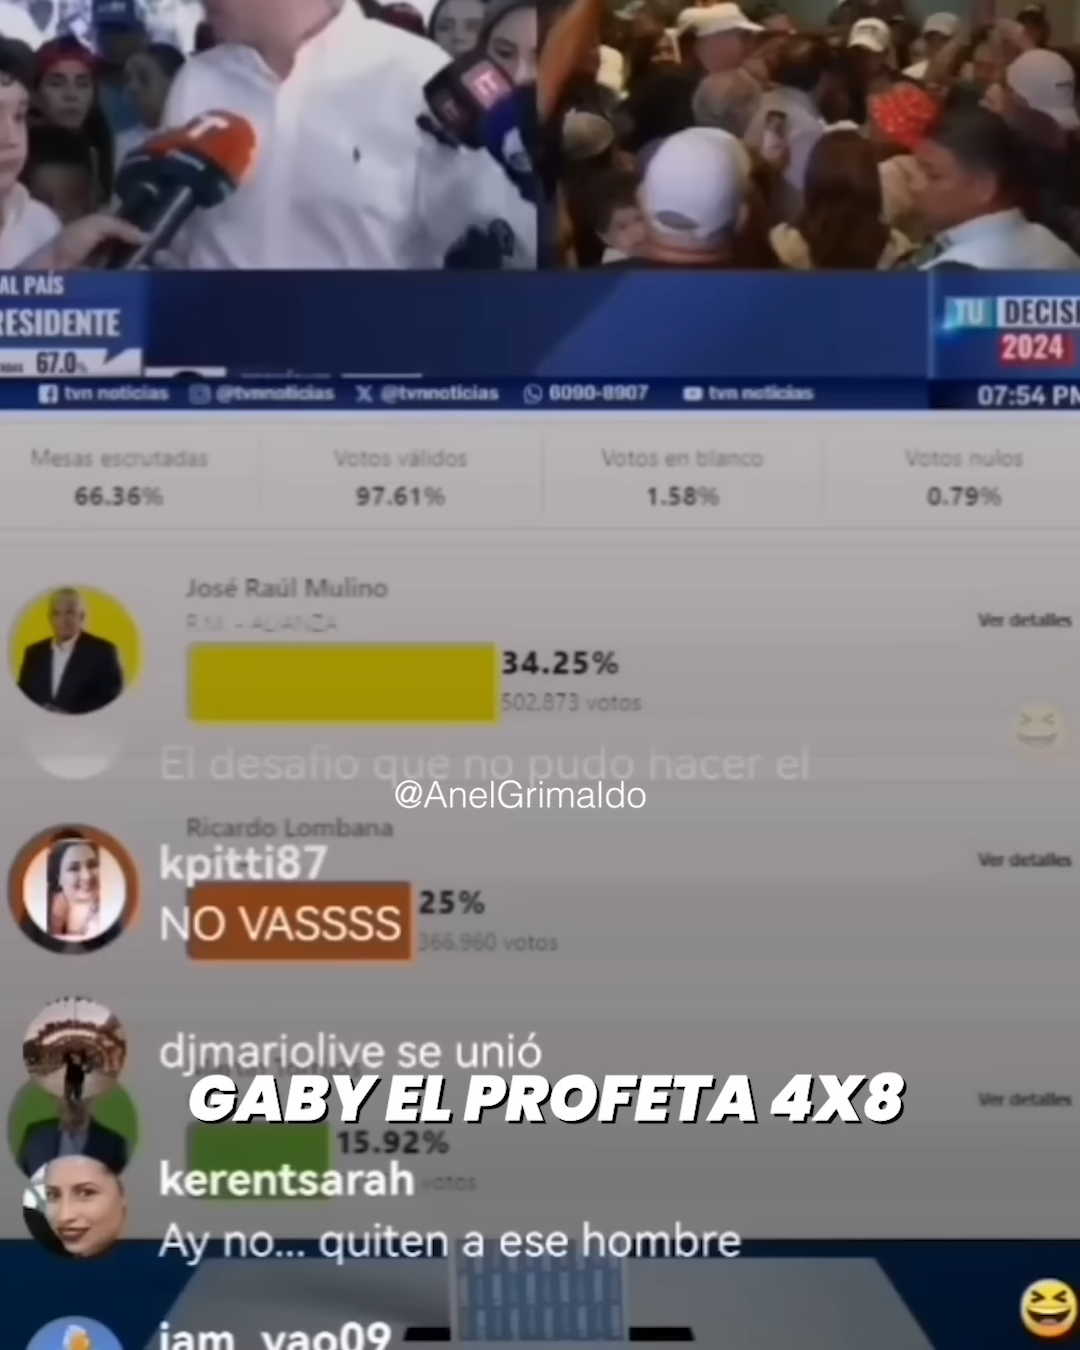 AL PAÍS
RESIDENTE
67.0%
TU DECISI
2024
tvn noticias @tvnnoticias @tvnnoticias 6090-8907 tvn noticias
07:54 PM
Mesas escrutadas Votos válidos Votos en blanco Votos nulos
66.36% 97.61% 1.58% 0.79%
José Raúl Mulino
R.M. - ALIANZA
Ver detalles
34.25%
502.873 votos
El desafio que no pudo hacer el
@AnelGrimaldo
Ricardo Lombana
Ver detalles
kpitti87
25%
NO VASSSS
366.960 votos
djmariolive se unió
GABY EL PROFETA 4X8
Ver detalles
15.92%
votos
kerentsarah
Ay no... quiten a ese hombre
iam_yao09